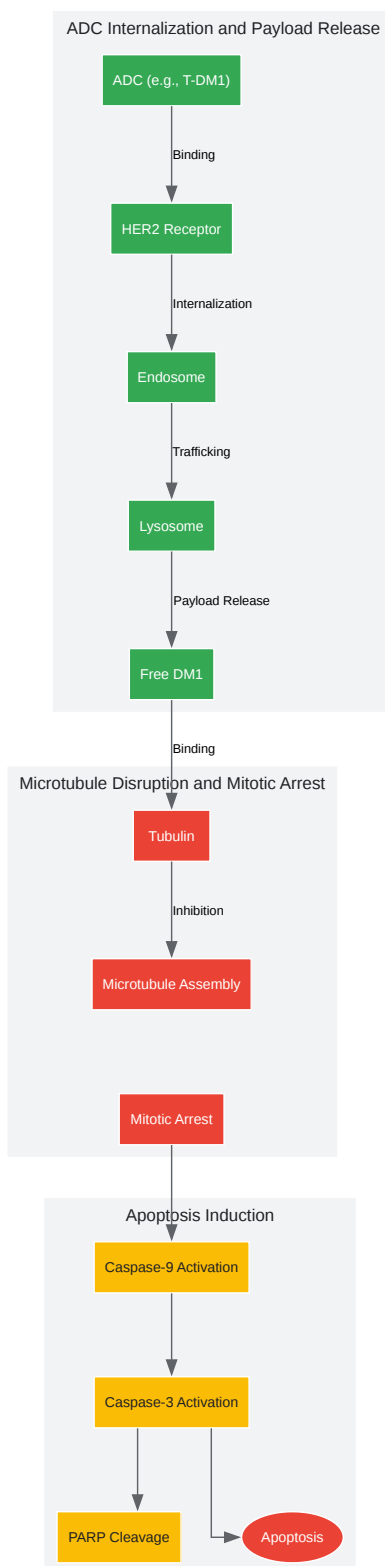 ADC Internalization and Payload Release
ADC (e.g., T-DM1)
Binding
HER2 Receptor
Internalization
Endosome
Trafficking
Lysosome
Payload Release
Free DM1
Binding
Microtubule Disruption and Mitotic Arrest
Tubulin
Inhibition
Microtubule Assembly
Mitotic Arrest
Apoptosis Induction
Caspase-9 Activation
Caspase-3 Activation
PARP Cleavage
Apoptosis